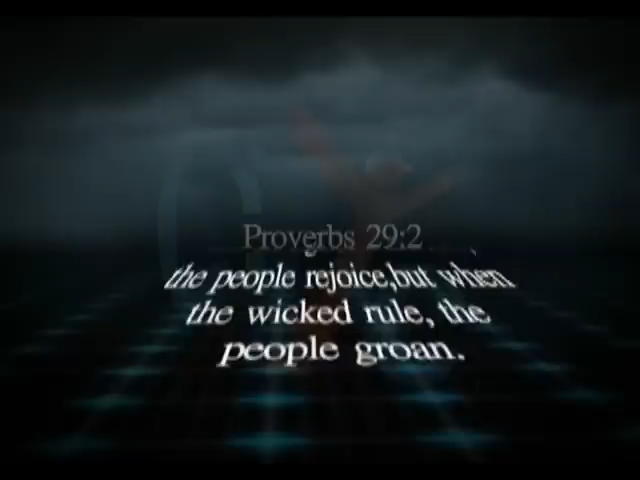 Proverbs 29:2
the people rejoice,but when
the wicked rule, the
people groan.